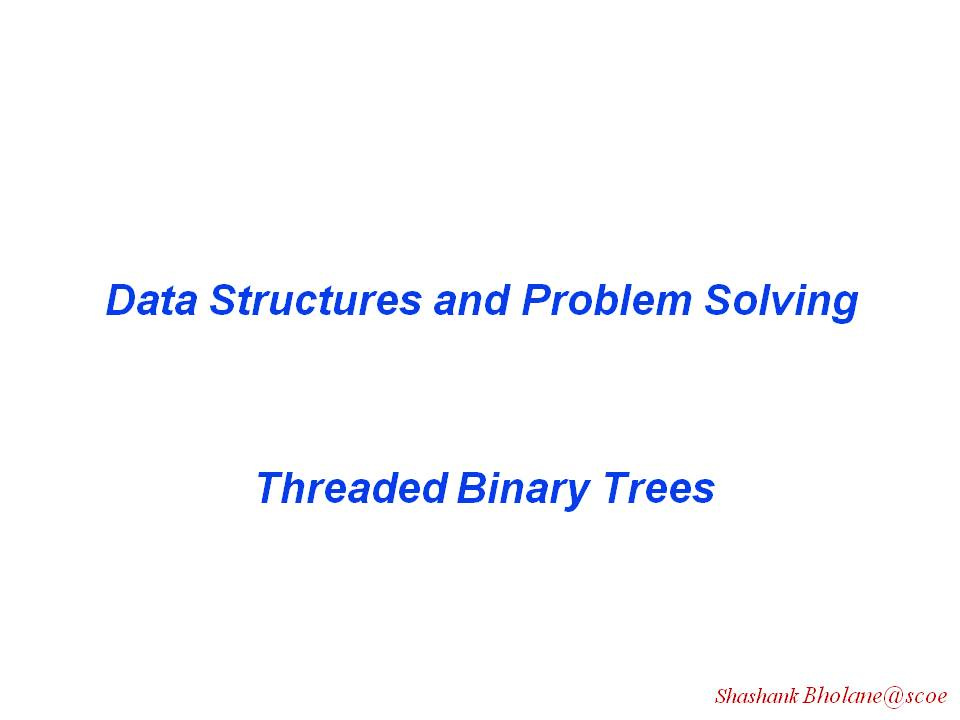 Data Structures and Problem Solving
Threaded Binary Trees
Shashank Bholane@scoe